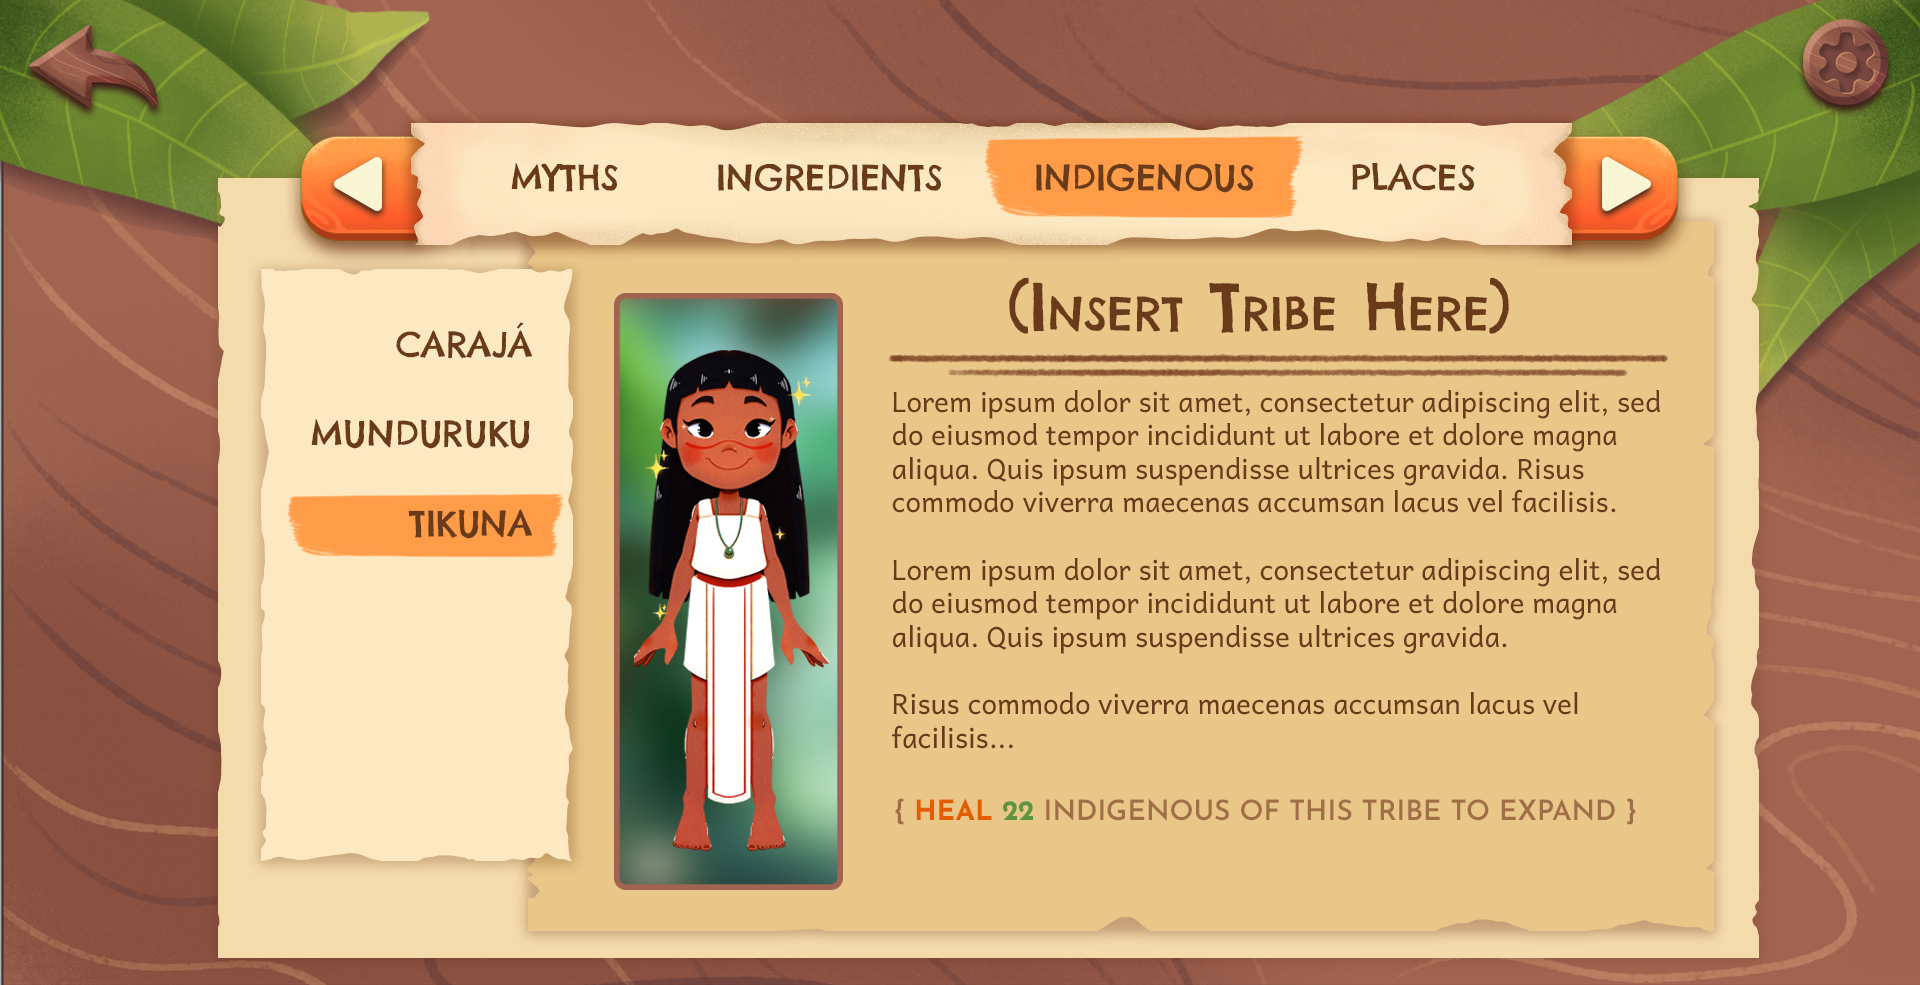 MYTHS INGREDIENTS INDIGENOUS PLACES
CARAJÁ
MUNDURUKU
TIKUNA
(Insert Tribe Here)
Lorem ipsum dolor sit amet, consectetur adipiscing elit, sed
do eiusmod tempor incididunt ut labore et dolore magna
aliqua. Quis ipsum suspendisse ultrices gravida. Risus
commodo viverra maecenas accumsan lacus vel facilisis.
Lorem ipsum dolor sit amet, consectetur adipiscing elit, sed
do eiusmod tempor incididunt ut labore et dolore magna
aliqua. Quis ipsum suspendisse ultrices gravida.
Risus commodo viverra maecenas accumsan lacus vel
facilisis...
{ HEAL 22 INDIGENOUS OF THIS TRIBE TO EXPAND }